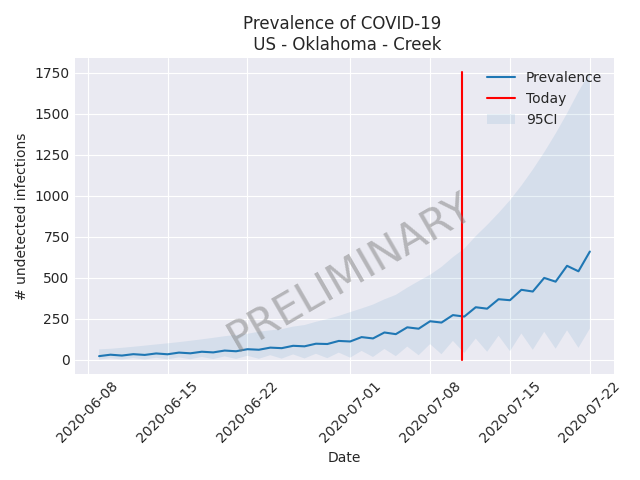 Prevalence of COVID-19
US - Oklahoma - Creek
1750
1500
1250
1000
750
500
250
0
# undetected infections
Prevalence
Today
95CI
PRELIMINARY
2020-06-08
2020-06-15
2020-06-22
2020-07-01
2020-07-08
2020-07-15
2020-07-22
Date